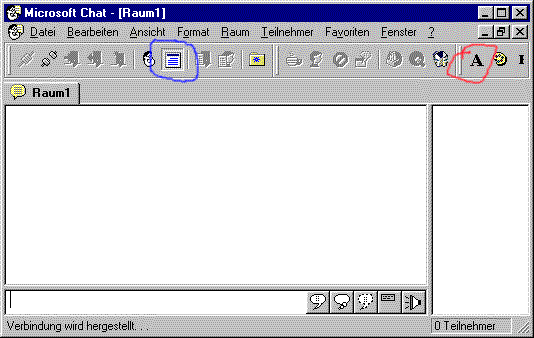 Microsoft Chat - [Raum1]
Datei Bearbeiten Ansicht Format Raum Teilnehmer Favoriten Fenster ?
A
Raum1
Verbindung wird hergestellt. . . 0 Teilnehmer